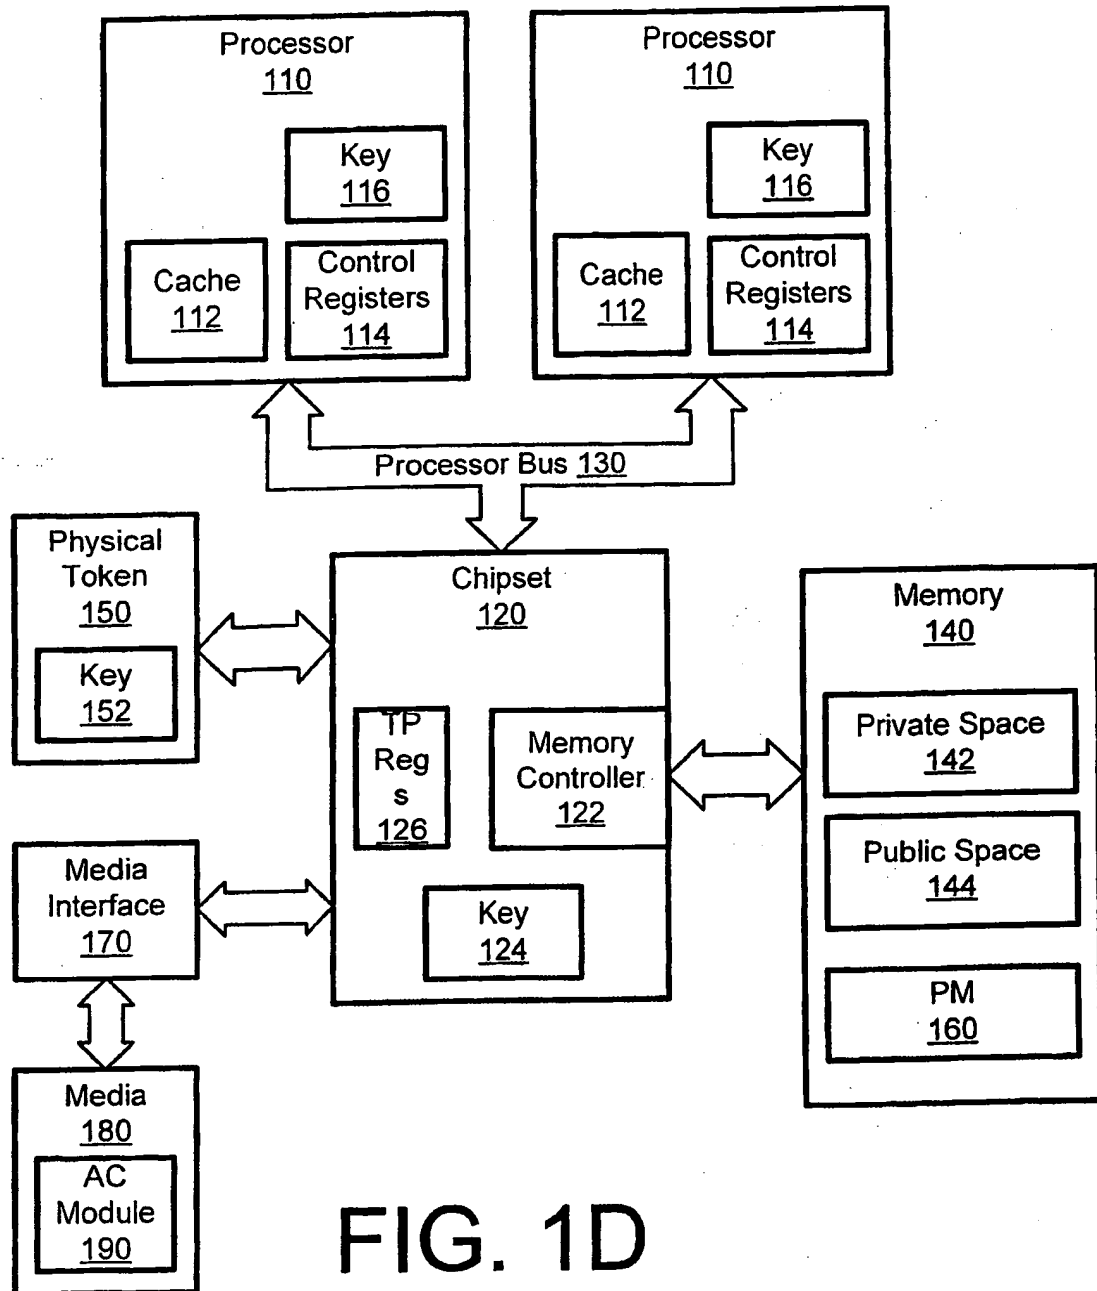 Processor
110
Key
116
Cache
112
Control
Registers
114
Processor
110
Key
116
Cache
112
Control
Registers
114
Processor Bus 130
Physical
Token
150
Key
152
Chipset
120
TP
Reg
s
126
Memory
Controller
122
Key
124
Memory
140
Private Space
142
Public Space
144
PM
160
Media
Interface
170
Media
180
AC
Module
190
FIG. 1D